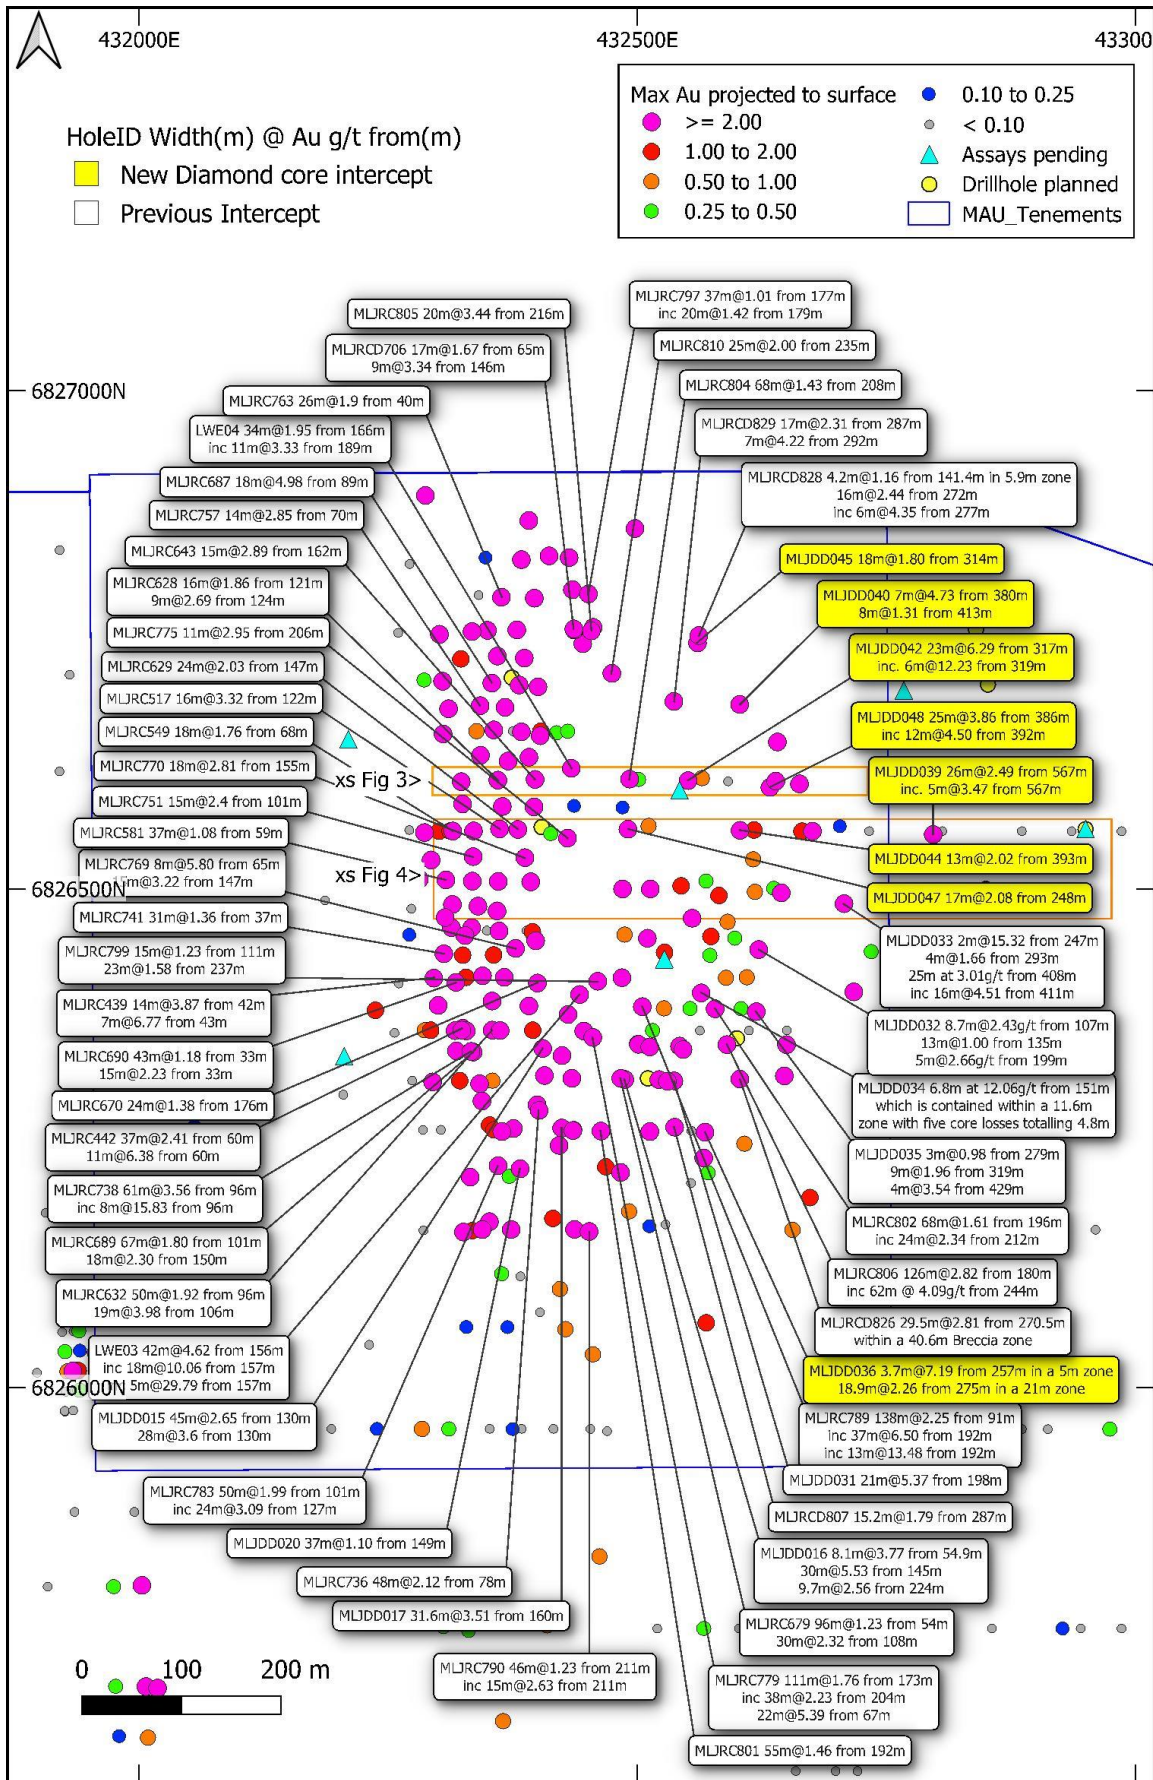 432000E
432500E
43300
Max Au projected to surface
>= 2.00
1.00 to 2.00
0.50 to 1.00
0.25 to 0.50
0.10 to 0.25
< 0.10
Assays pending
Drillhole planned
MAU_Tenements
HoleID Width(m) @ Au g/t from(m)
New Diamond core intercept
Previous Intercept
6827000N
6826500N
6826000N
MLJRC805 20m@3.44 from 216m
MLJRCD706 17m@1.67 from 65m
9m@3.34 from 146m
MLJRC763 26m@1.9 from 40m
LWE04 34m@1.95 from 166m
inc 11m@3.33 from 189m
MLJRC687 18m@4.98 from 89m
MLJRC757 14m@2.85 from 70m
MLJRC643 15m@2.89 from 162m
MLJRC628 16m@1.86 from 121m
9m@2.69 from 124m
MLJRC775 11m@2.95 from 206m
MLJRC629 24m@2.03 from 147m
MLJRC517 16m@3.32 from 122m
MLJRC549 18m@1.76 from 68m
MLJRC770 18m@2.81 from 155m
MLJRC751 15m@2.4 from 101m
MLJRC581 37m@1.08 from 59m
MLJRC769 8m@5.80 from 65m
15m@3.22 from 147m
MLJRC741 31m@1.36 from 37m
MLJRC799 15m@1.23 from 111m
23m@1.58 from 237m
MLJRC439 14m@3.87 from 42m
7m@6.77 from 43m
MLJRC690 43m@1.18 from 33m
15m@2.23 from 33m
MLJRC670 24m@1.38 from 176m
MLJRC442 37m@2.41 from 60m
11m@6.38 from 60m
MLJRC738 61m@3.56 from 96m
inc 8m@15.83 from 96m
MLJRC689 67m@1.80 from 101m
18m@2.30 from 150m
MLJRC632 50m@1.92 from 96m
19m@3.98 from 106m
LWE03 42m@4.62 from 156m
inc 18m@10.06 from 157m
5m@29.79 from 157m
MLJDD015 45m@2.65 from 130m
28m@3.6 from 130m
MLJRC783 50m@1.99 from 101m
inc 24m@3.09 from 127m
MLJDD020 37m@1.10 from 149m
MLJRC736 48m@2.12 from 78m
MLJDD017 31.6m@3.51 from 160m
MLJRC790 46m@1.23 from 211m
inc 15m@2.63 from 211m
xs Fig 3>
xs Fig 4>
MLJRC797 37m@1.01 from 177m
inc 20m@1.42 from 179m
MLJRC810 25m@2.00 from 235m
MLJRC804 68m@1.43 from 208m
MLJRCD829 17m@2.31 from 287m
7m@4.22 from 292m
MLJRCD828 4.2m@1.16 from 141.4m in 5.9m zone
16m@2.44 from 272m
inc 6m@4.35 from 277m
MLJDD045 18m@1.80 from 314m
MLJDD040 7m@4.73 from 380m
8m@1.31 from 413m
MLJDD042 23m@6.29 from 317m
inc. 6m@12.23 from 319m
MLJDD048 25m@3.86 from 386m
inc 12m@4.50 from 392m
MLJDD039 26m@2.49 from 567m
inc. 5m@3.47 from 567m
MLJDD044 13m@2.02 from 393m
MLJDD047 17m@2.08 from 248m
MLJDD033 2m@15.32 from 247m
4m@1.66 from 293m
25m at 3.01g/t from 408m
inc 16m@4.51 from 411m
MLJDD032 8.7m@2.43g/t from 107m
13m@1.00 from 135m
5m@2.66g/t from 199m
MLJDD034 6.8m at 12.06g/t from 151m
which is contained within a 11.6m
zone with five core losses totalling 4.8m
MLJDD035 3m@0.98 from 279m
9m@1.96 from 319m
4m@3.54 from 429m
MLJRC802 68m@1.61 from 196m
inc 24m@2.34 from 212m
MLJRC806 126m@2.82 from 180m
inc 62m @ 4.09g/t from 244m
MLJRCD826 29.5m@2.81 from 270.5m
within a 40.6m Breccia zone
MLJDD036 3.7m@7.19 from 257m in a 5m zone
18.9m@2.26 from 275m in a 21m zone
MLJRC789 138m@2.25 from 91m
inc 37m@6.50 from 192m
inc 13m@13.48 from 192m
MLJDD031 21m@5.37 from 198m
MLJRCD807 15.2m@1.79 from 287m
MLJDD016 8.1m@3.77 from 54.9m
30m@5.53 from 145m
9.7m@2.56 from 224m
MLJRC679 96m@1.23 from 54m
30m@2.32 from 108m
MLJRC779 111m@1.76 from 173m
inc 38m@2.23 from 204m
22m@5.39 from 67m
MLJRC801 55m@1.46 from 192m
0 100 200 m